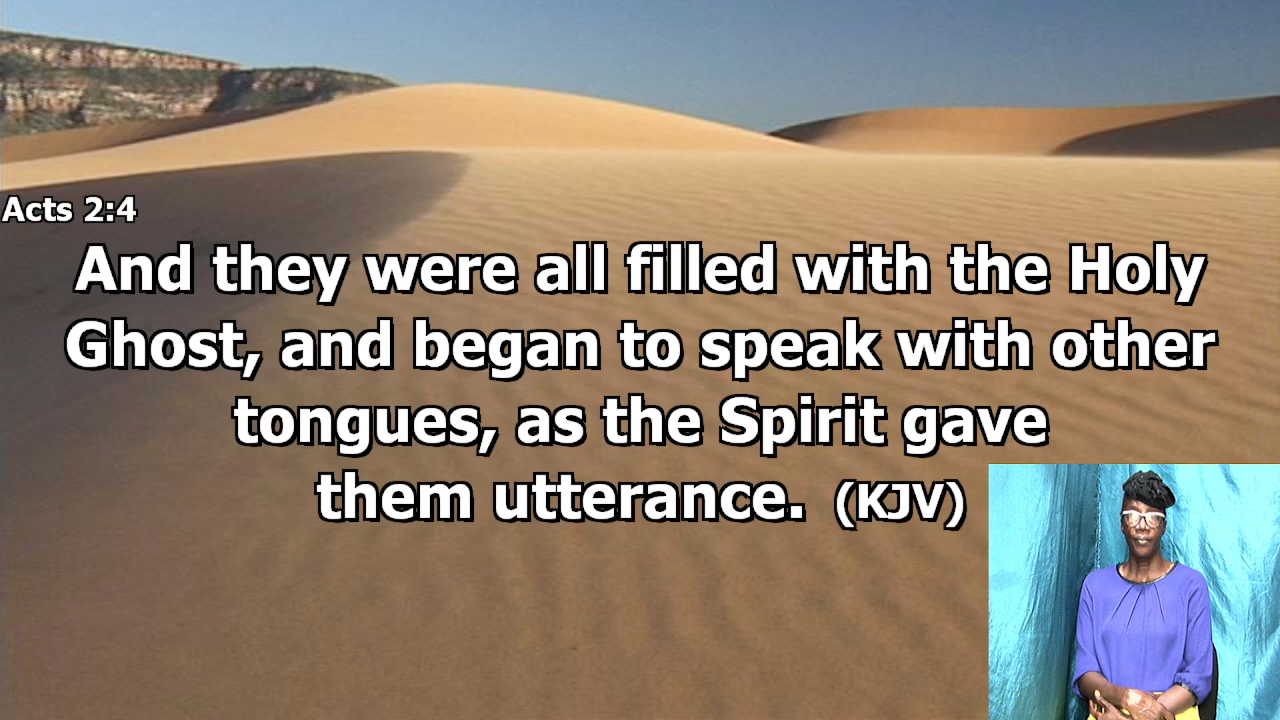 Acts 2:4
And they were all filled with the Holy
Ghost, and began to speak with other
tongues, as the Spirit gave
them utterance. (KJV)